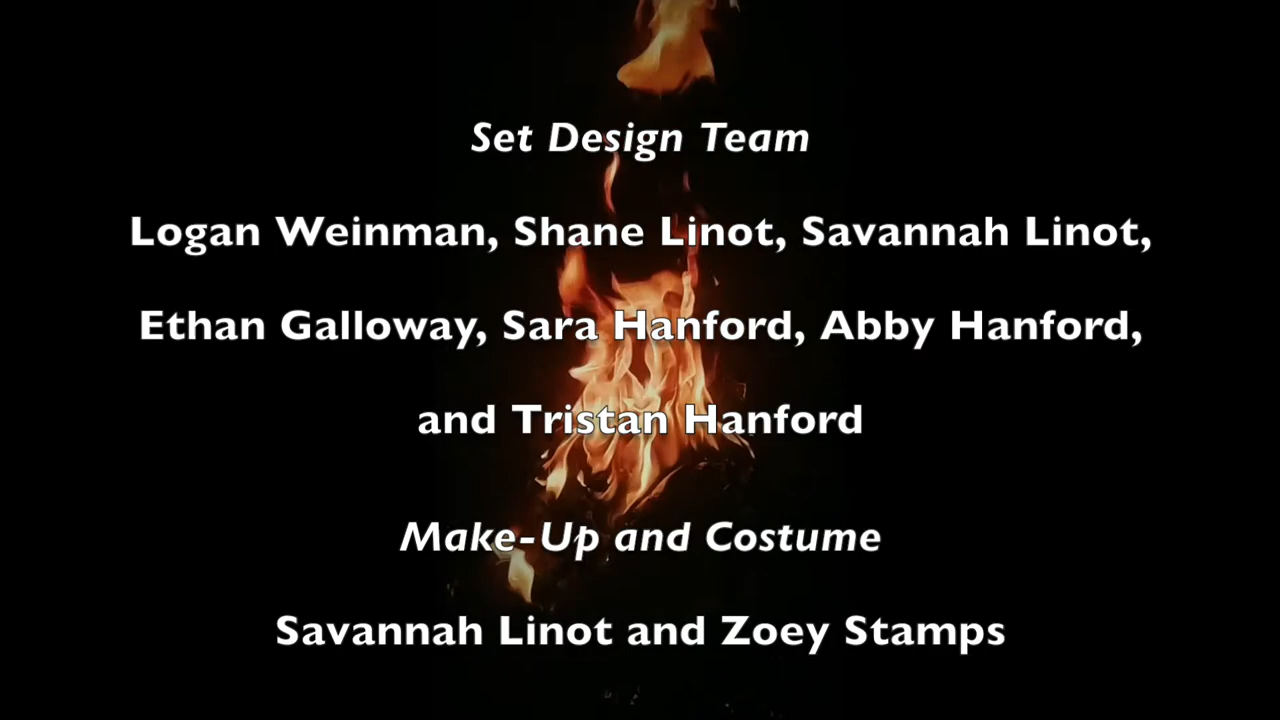 Set Design Team
Logan Weinman, Shane Linot, Savannah Linot,
Ethan Galloway, Sara Hanford, Abby Hanford,
and Tristan Hanford
Make-Up and Costume
Savannah Linot and Zoey Stamps